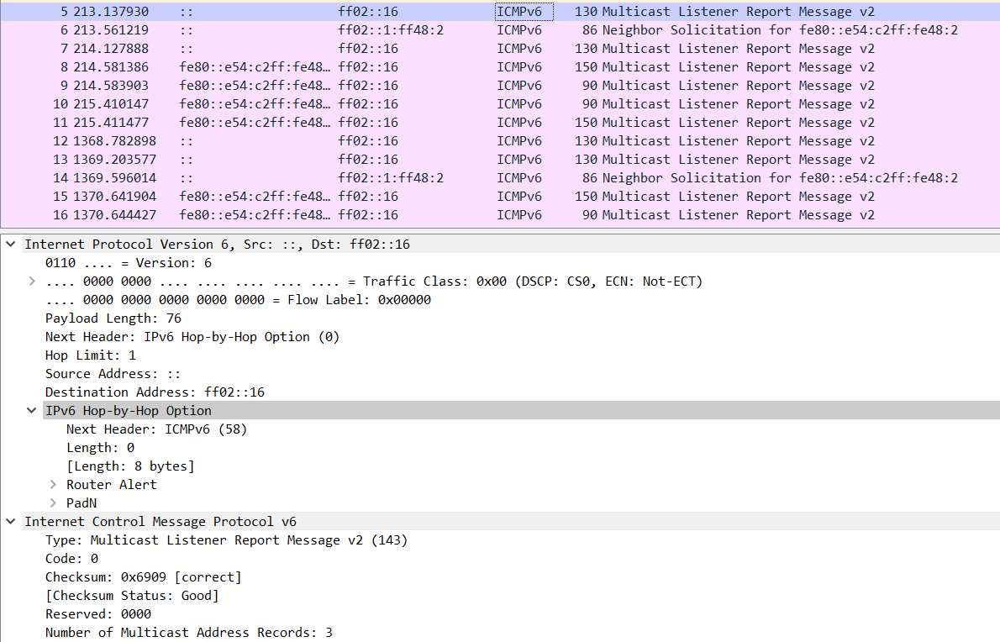 5 213.137930 :: ff02::16 ICMPv6 130 Multicast Listener Report Message v2
6 213.561219 :: ff02::1:ff48:2 ICMPv6 86 Neighbor Solicitation for fe80::e54:c2ff:fe48:2
7 214.127888 :: ff02::16 ICMPv6 130 Multicast Listener Report Message v2
8 214.581386 fe80::e54:c2ff:fe48… ff02::16 ICMPv6 150 Multicast Listener Report Message v2
9 214.583903 fe80::e54:c2ff:fe48… ff02::16 ICMPv6 90 Multicast Listener Report Message v2
10 215.410147 fe80::e54:c2ff:fe48… ff02::16 ICMPv6 90 Multicast Listener Report Message v2
11 215.411477 fe80::e54:c2ff:fe48… ff02::16 ICMPv6 150 Multicast Listener Report Message v2
12 1368.782898 :: ff02::16 ICMPv6 130 Multicast Listener Report Message v2
13 1369.203577 :: ff02::16 ICMPv6 130 Multicast Listener Report Message v2
14 1369.596014 :: ff02::1:ff48:2 ICMPv6 86 Neighbor Solicitation for fe80::e54:c2ff:fe48:2
15 1370.641904 fe80::e54:c2ff:fe48… ff02::16 ICMPv6 150 Multicast Listener Report Message v2
16 1370.644427 fe80::e54:c2ff:fe48… ff02::16 ICMPv6 90 Multicast Listener Report Message v2
Internet Protocol Version 6, Src: ::, Dst: ff02::16
0110 .... = Version: 6
.... 0000 0000 .... .... .... .... .... = Traffic Class: 0x00 (DSCP: CS0, ECN: Not-ECT)
.... 0000 0000 0000 0000 0000 = Flow Label: 0x00000
Payload Length: 76
Next Header: IPv6 Hop-by-Hop Option (0)
Hop Limit: 1
Source Address: ::
Destination Address: ff02::16
IPv6 Hop-by-Hop Option
Next Header: ICMPv6 (58)
Length: 0
[Length: 8 bytes]
Router Alert
PadN
Internet Control Message Protocol v6
Type: Multicast Listener Report Message v2 (143)
Code: 0
Checksum: 0x6909 [correct]
[Checksum Status: Good]
Reserved: 0000
Number of Multicast Address Records: 3